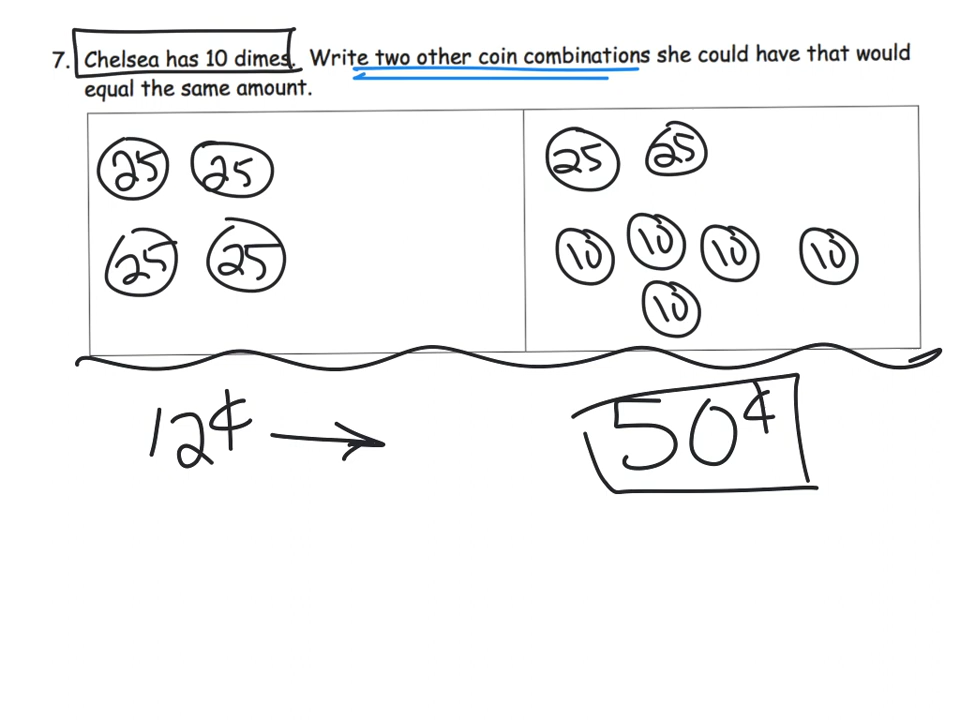 7. Chelsea has 10 dimes. Write two other coin combinations she could have that would
equal the same amount.
25 25
25 25
25 25
10 10 10 10
10
12¢ → 50¢